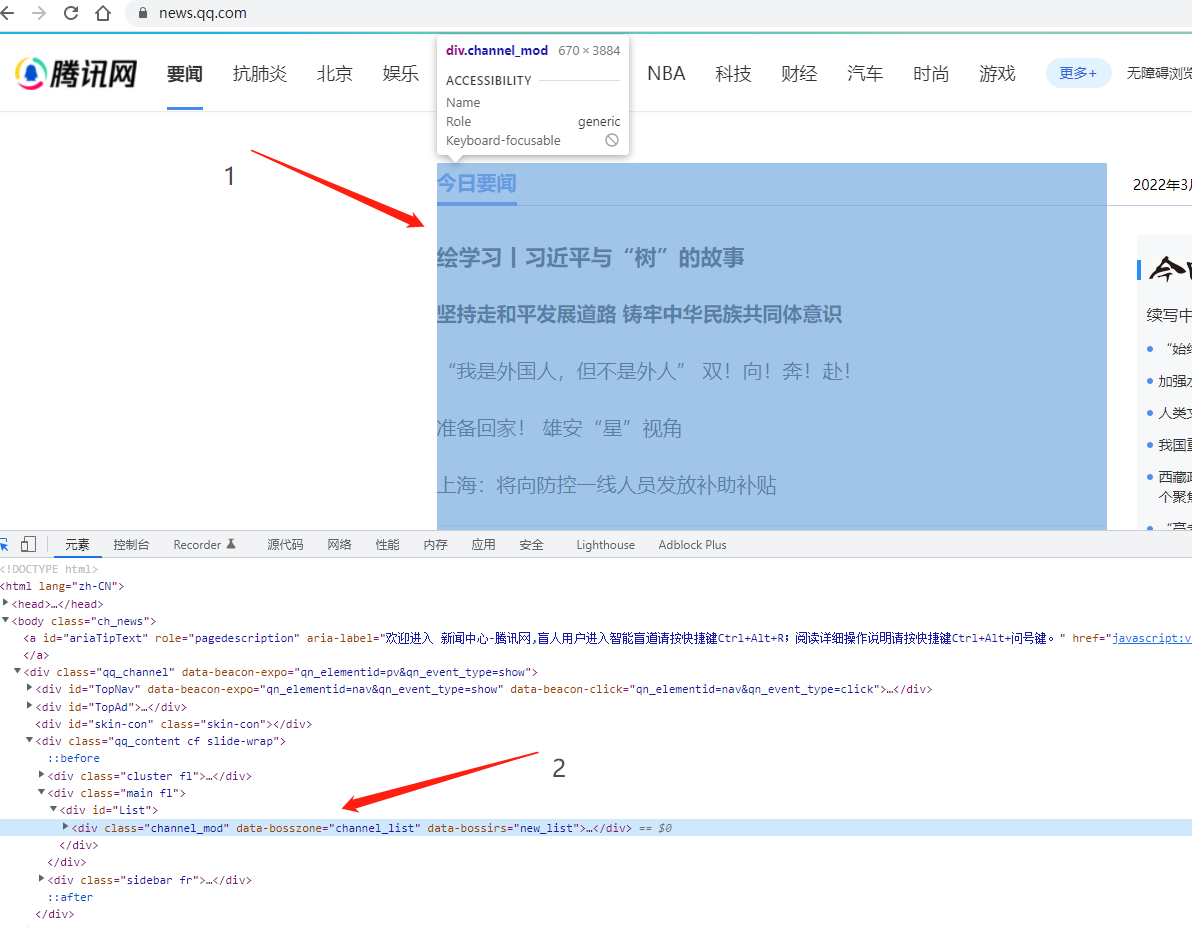 news.qq.com
腾讯网 要闻 抗肺炎 北京 娱乐 NBA 科技 财经 汽车 时尚 游戏 更多+ 无障碍浏
div.channel_mod 670 × 3884
ACCESSIBILITY
Name
Role generic
Keyboard-focusable
1
今日要闻
2022年3
绘学习丨习近平与“树”的故事
今
坚持走和平发展道路 铸牢中华民族共同体意识
续写中
“始
“我是外国人，但不是外人” 双！向！奔！赴！
加强
人类
准备回家！ 雄安“星”视角
我国
西藏
上海：将向防控一线人员发放补助补贴
个聚
元素 控制台 Recorder 源代码 网络 性能 内存 应用 安全 Lighthouse Adblock Plus
<!DOCTYPE html>
<html lang="zh-CN">
<head>…</head>
<body class="ch_news">
<a id="ariaTipText" role="pagedescription" aria-label="欢迎进入 新闻中心-腾讯网,盲人用户进入智能盲道请按快捷键Ctrl+Alt+R；阅读详细操作说明请按快捷键Ctrl+Alt+问号键。" href="javascript:v
</a>
<div class="qq_channel" data-beacon-expo="qn_elementid=pv&qn_event_type=show">
<div id="TopNav" data-beacon-expo="qn_elementid=nav&qn_event_type=show" data-beacon-click="qn_elementid=nav&qn_event_type=click">…</div>
<div id="TopAd">…</div>
<div id="skin-con" class="skin-con"></div>
<div class="qq_content cf slide-wrap">
::before
2
<div class="cluster fl">…</div>
<div class="main fl">
<div id="List">
<div class="channel_mod" data-bosszone="channel_list" data-bossirs="new_list">…</div> == $0
</div>
</div>
<div class="sidebar fr">…</div>
::after
</div>